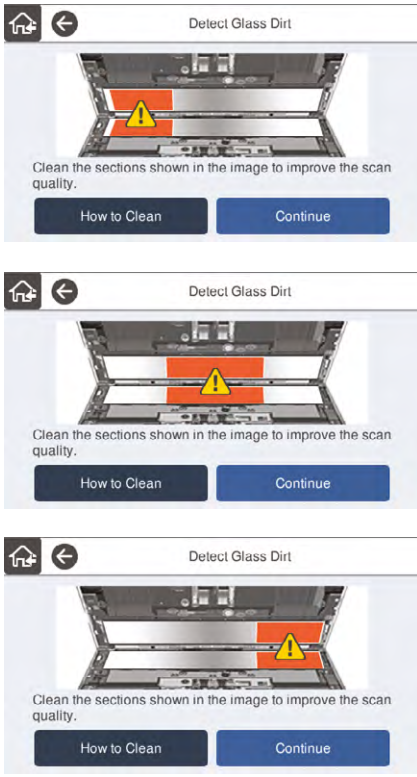 Detect Glass Dirt
Clean the sections shown in the image to improve the scan
quality.
How to Clean
Continue
Detect Glass Dirt
Clean the sections shown in the image to improve the scan
quality.
How to Clean
Continue
Detect Glass Dirt
Clean the sections shown in the image to improve the scan
quality.
How to Clean
Continue